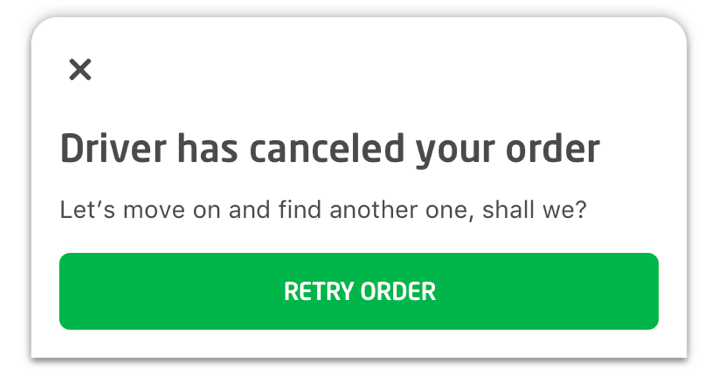 Driver has canceled your order
Let’s move on and find another one, shall we?
RETRY ORDER